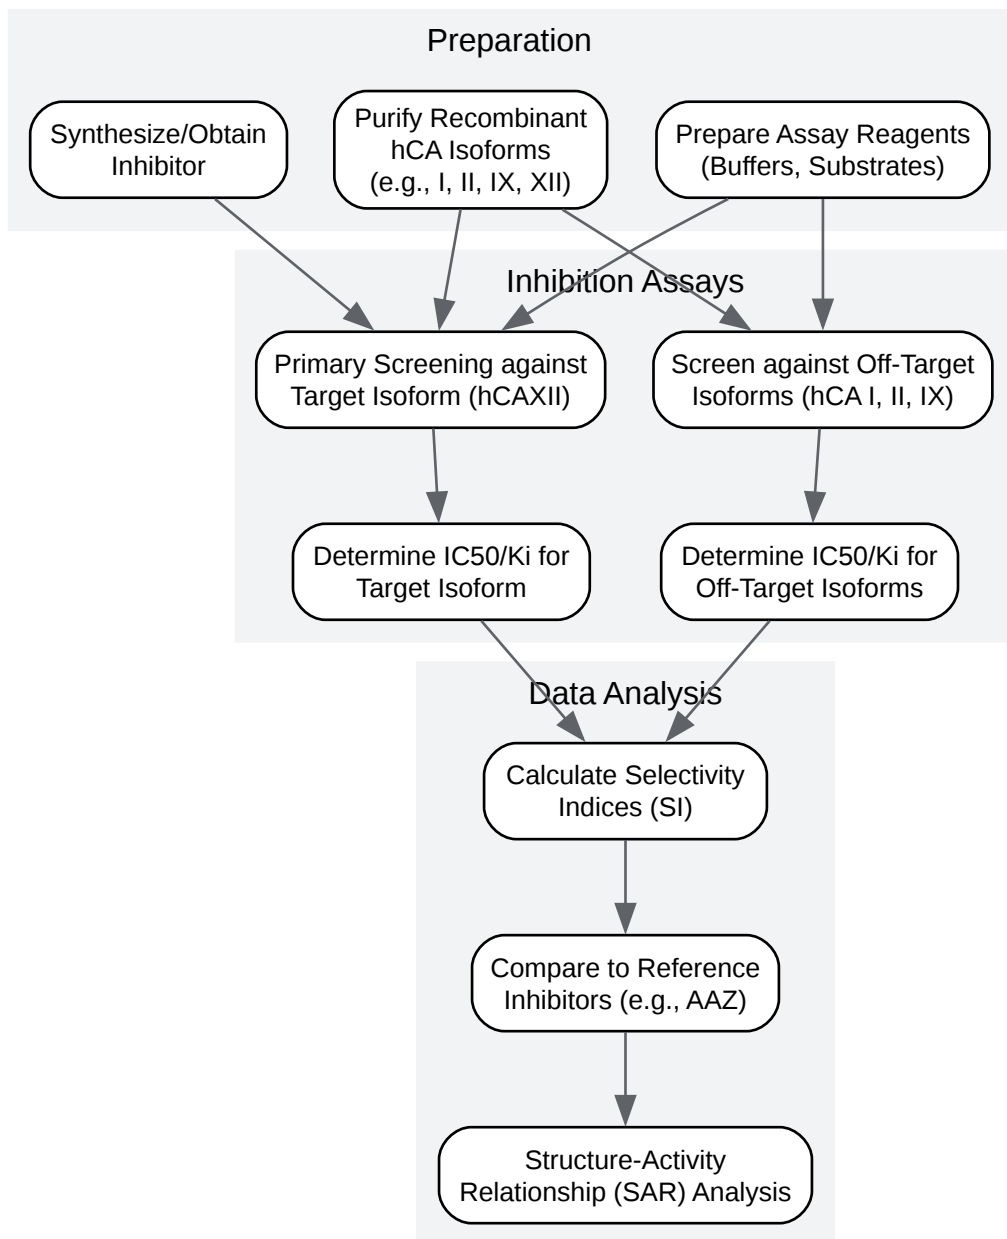 Preparation
Synthesize/Obtain
Inhibitor
Purify Recombinant
hCA Isoforms
(e.g., I, II, IX, XII)
Prepare Assay Reagents
(Buffers, Substrates)
Inhibition Assays
Primary Screening against
Target Isoform (hCAXII)
Screen against Off-Target
Isoforms (hCA I, II, IX)
Determine IC50/Ki for
Target Isoform
Determine IC50/Ki for
Off-Target Isoforms
Data Analysis
Calculate Selectivity
Indices (SI)
Compare to Reference
Inhibitors (e.g., AAZ)
Structure-Activity
Relationship (SAR) Analysis